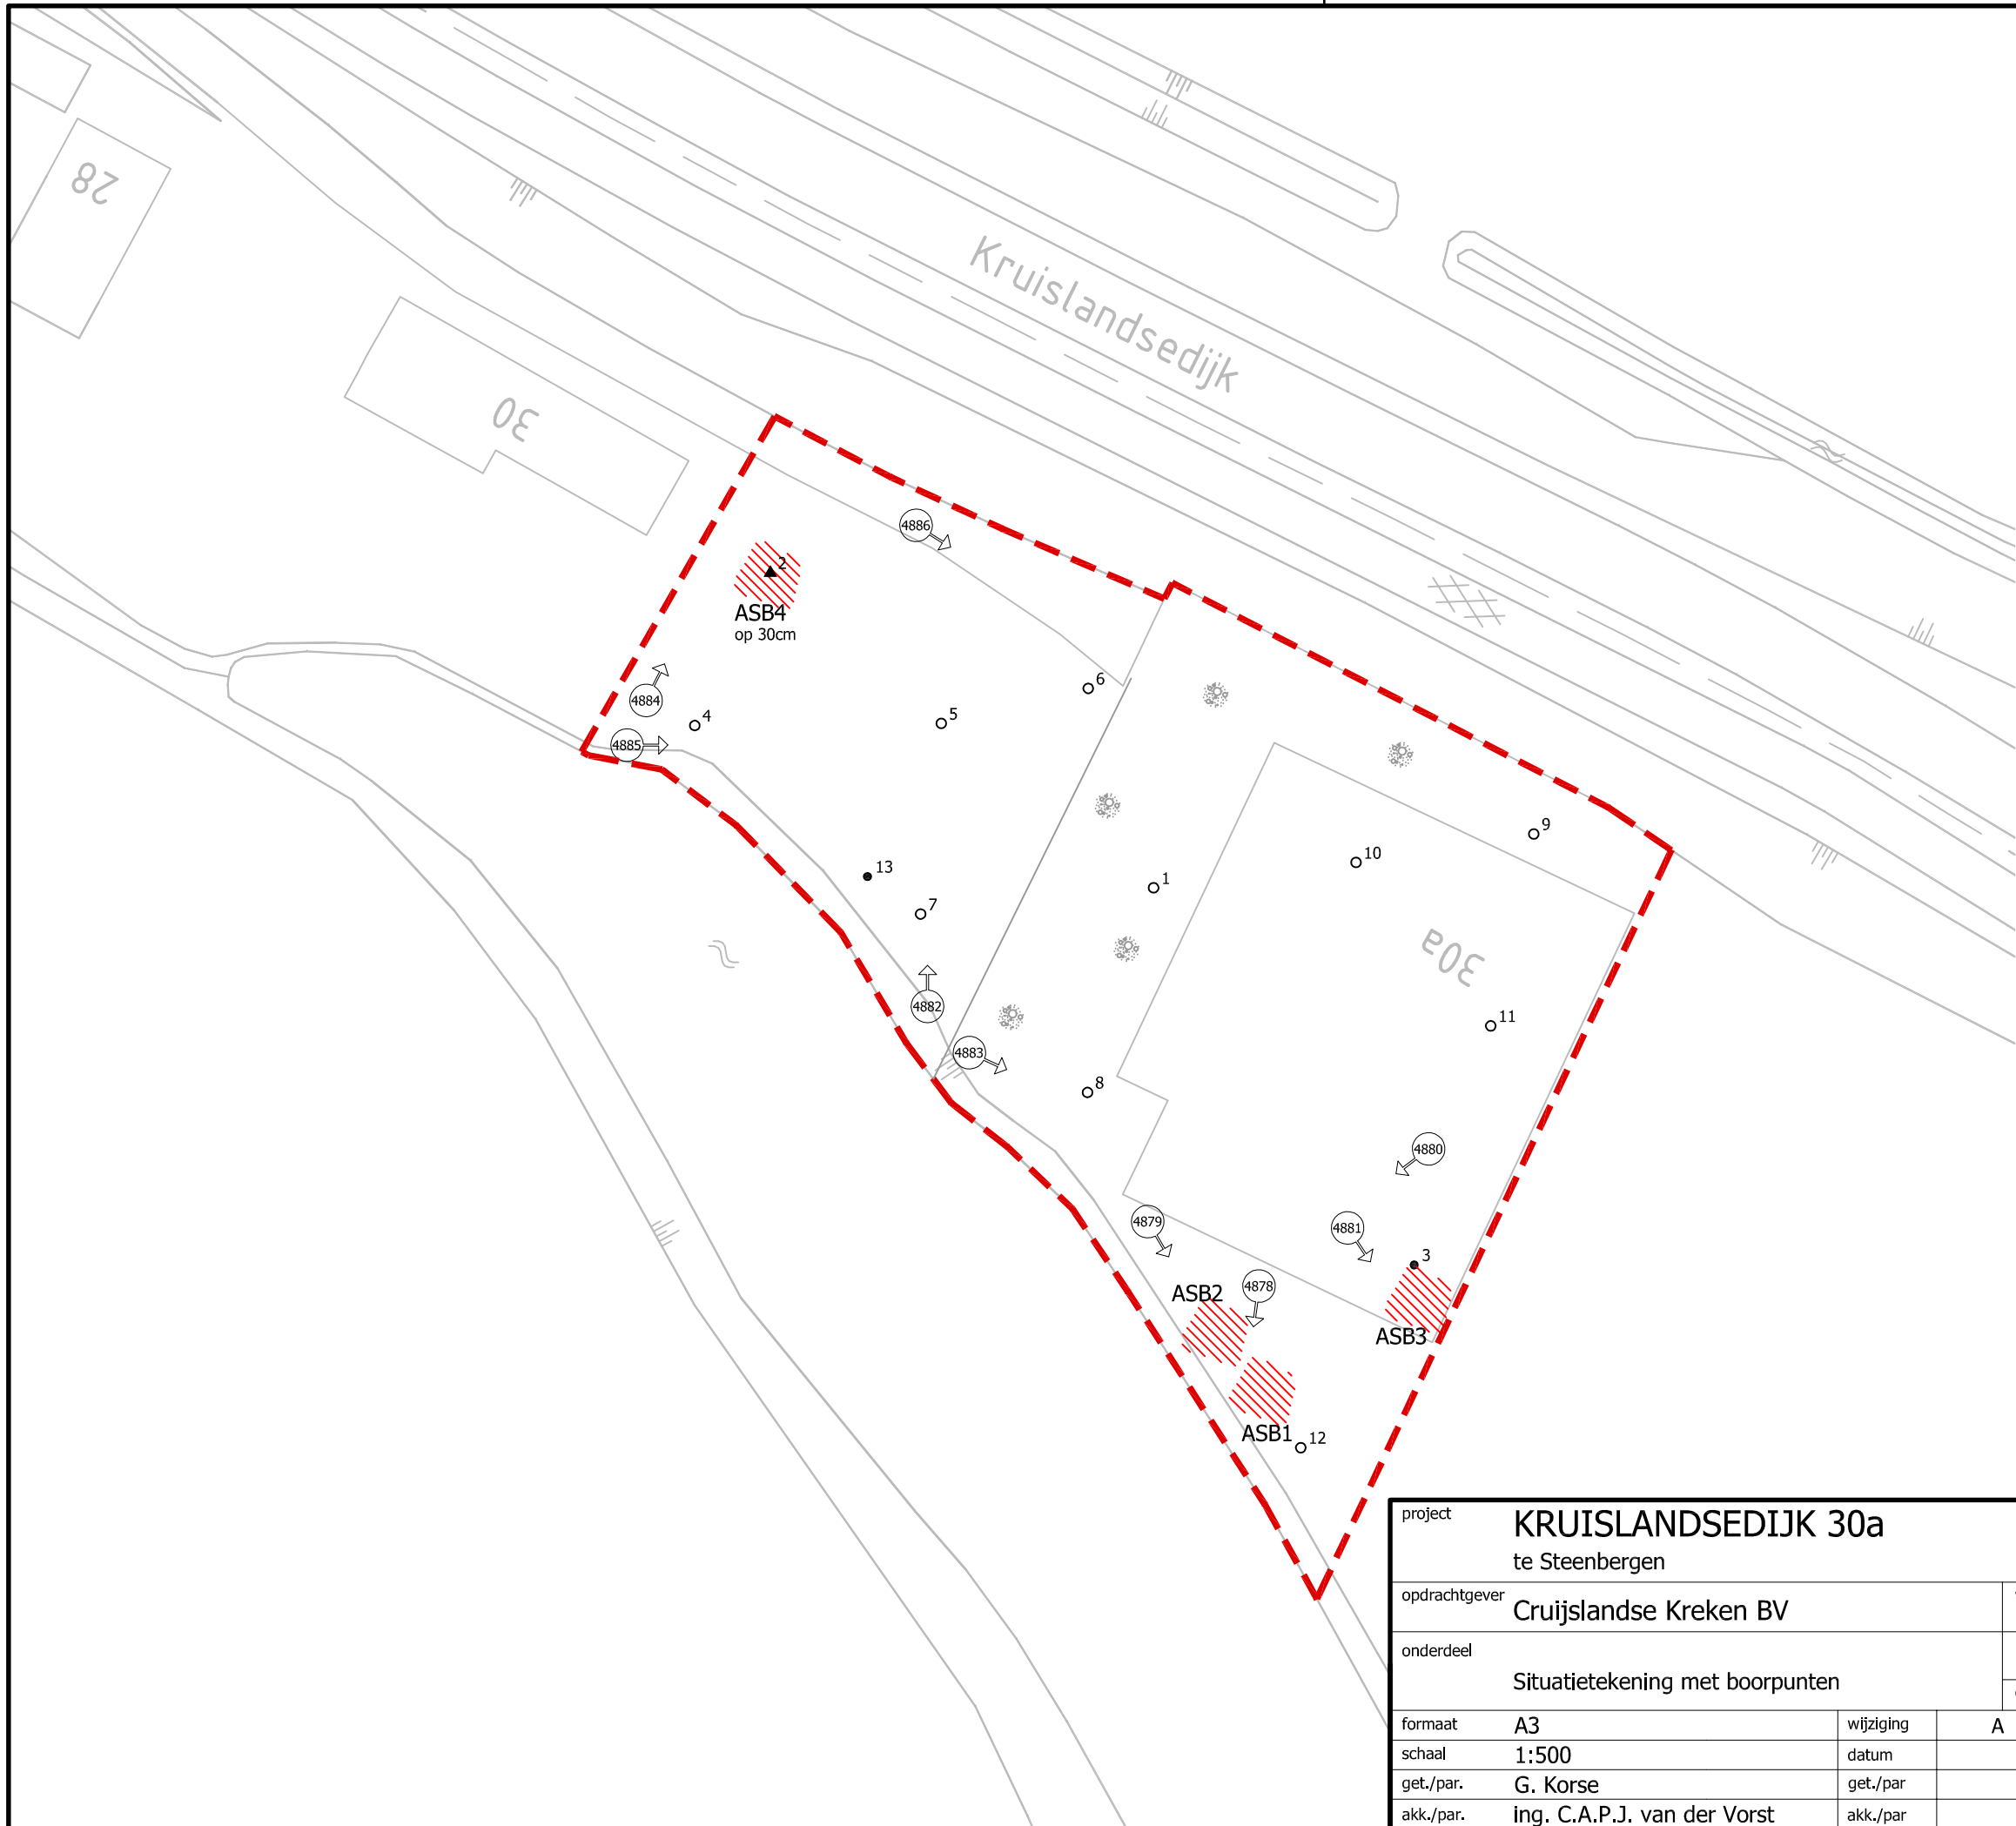 28
Kruislandsedijk
30
4886
2
ASB4
op 30cm
6
4884
4
5
4885
9
10
1
13
7
30a
4882
11
4883
8
4880
4879
4881
3
4878
ASB2
ASB3
ASB1
12
project
KRUISLANDSEDIJK 30a
te Steenbergen
opdrachtgever
Cruijslandse Kreken BV
onderdeel
Situatietekening met boorpunten
formaat A3 wijziging A
schaal 1:500 datum
get./par. G. Korse get./par
akk./par. ing. C.A.P.J. van der Vorst akk./par